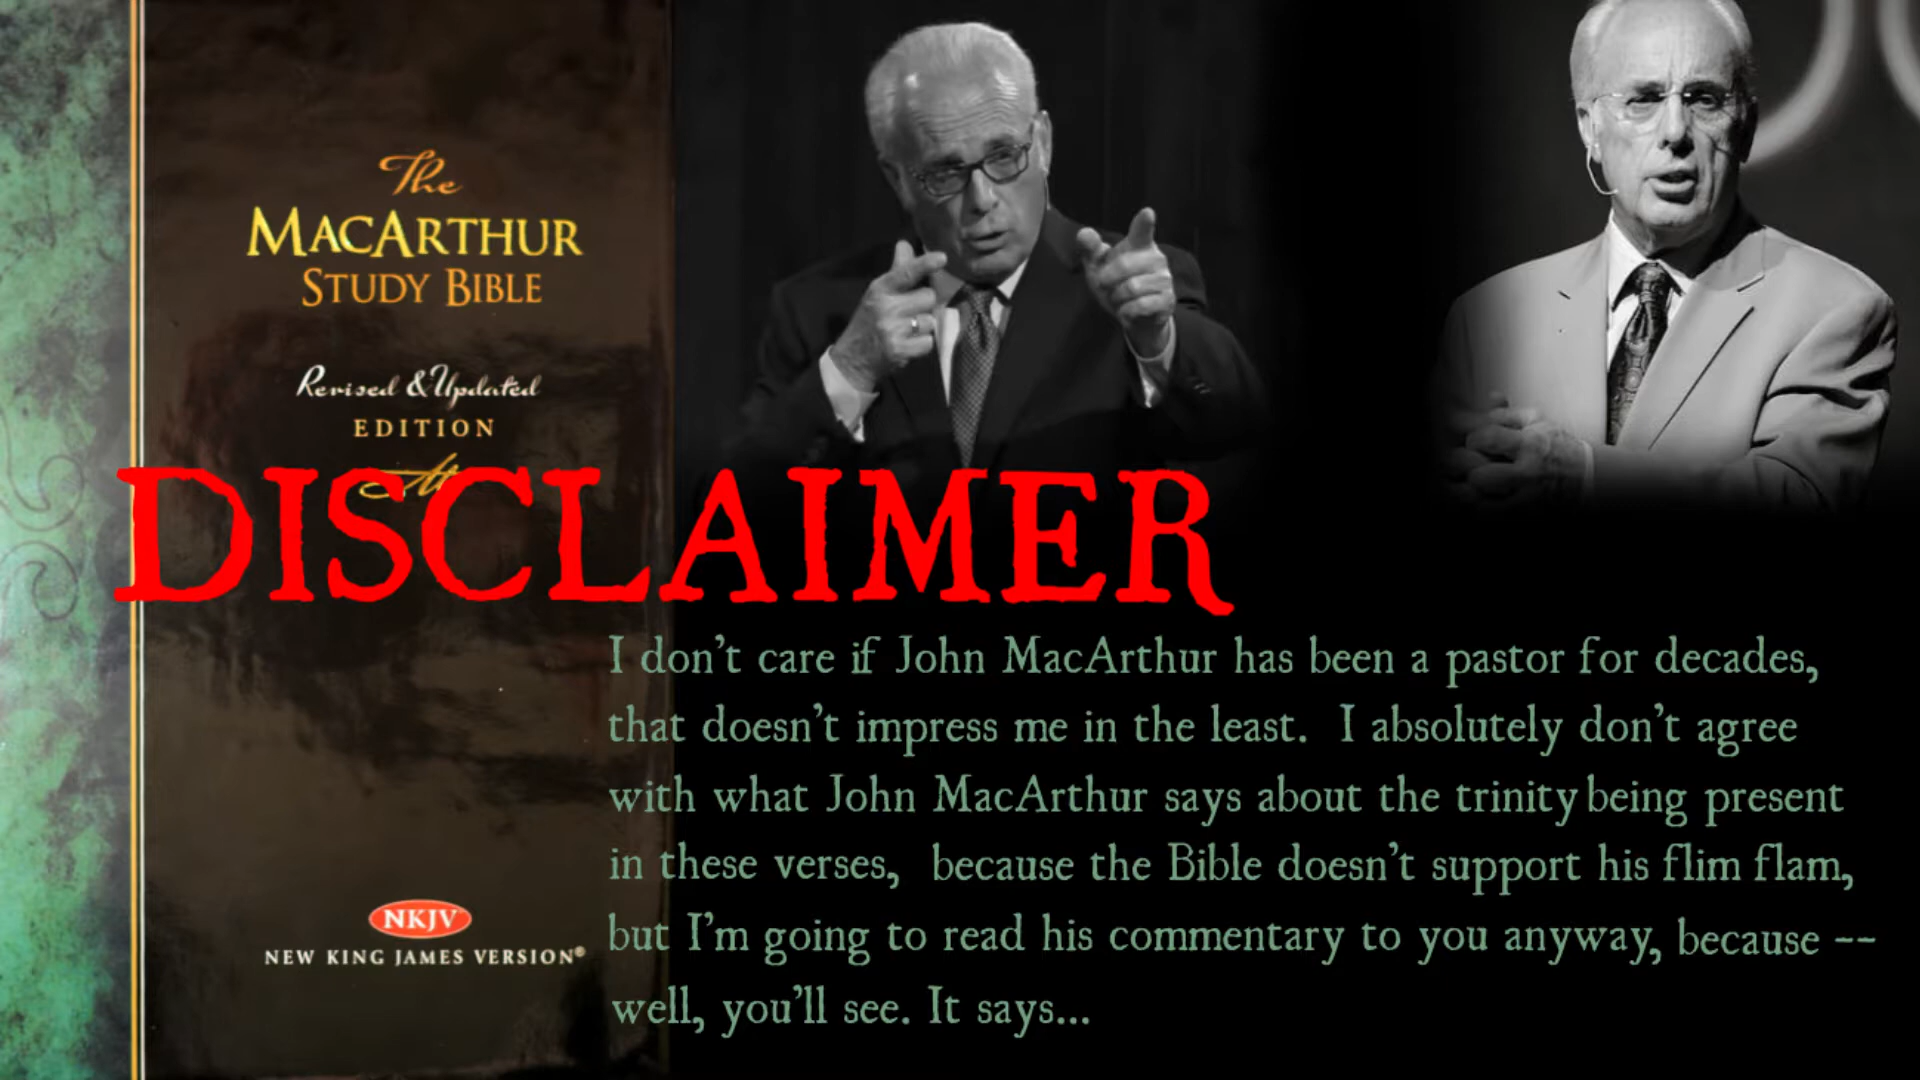 The
MACARTHUR
STUDY BIBLE
Revised & Updated
EDITION
DISCLAIMER
I don't care if John MacArthur has been a pastor for decades,
that doesn't impress me in the least. I absolutely don't agree
with what John MacArthur says about the trinity being present
in these verses, because the Bible doesn't support his flim flam,
but I'm going to read his commentary to you anyway, because --
well, you'll see. It says...
NKJV
NEW KING JAMES VERSION®